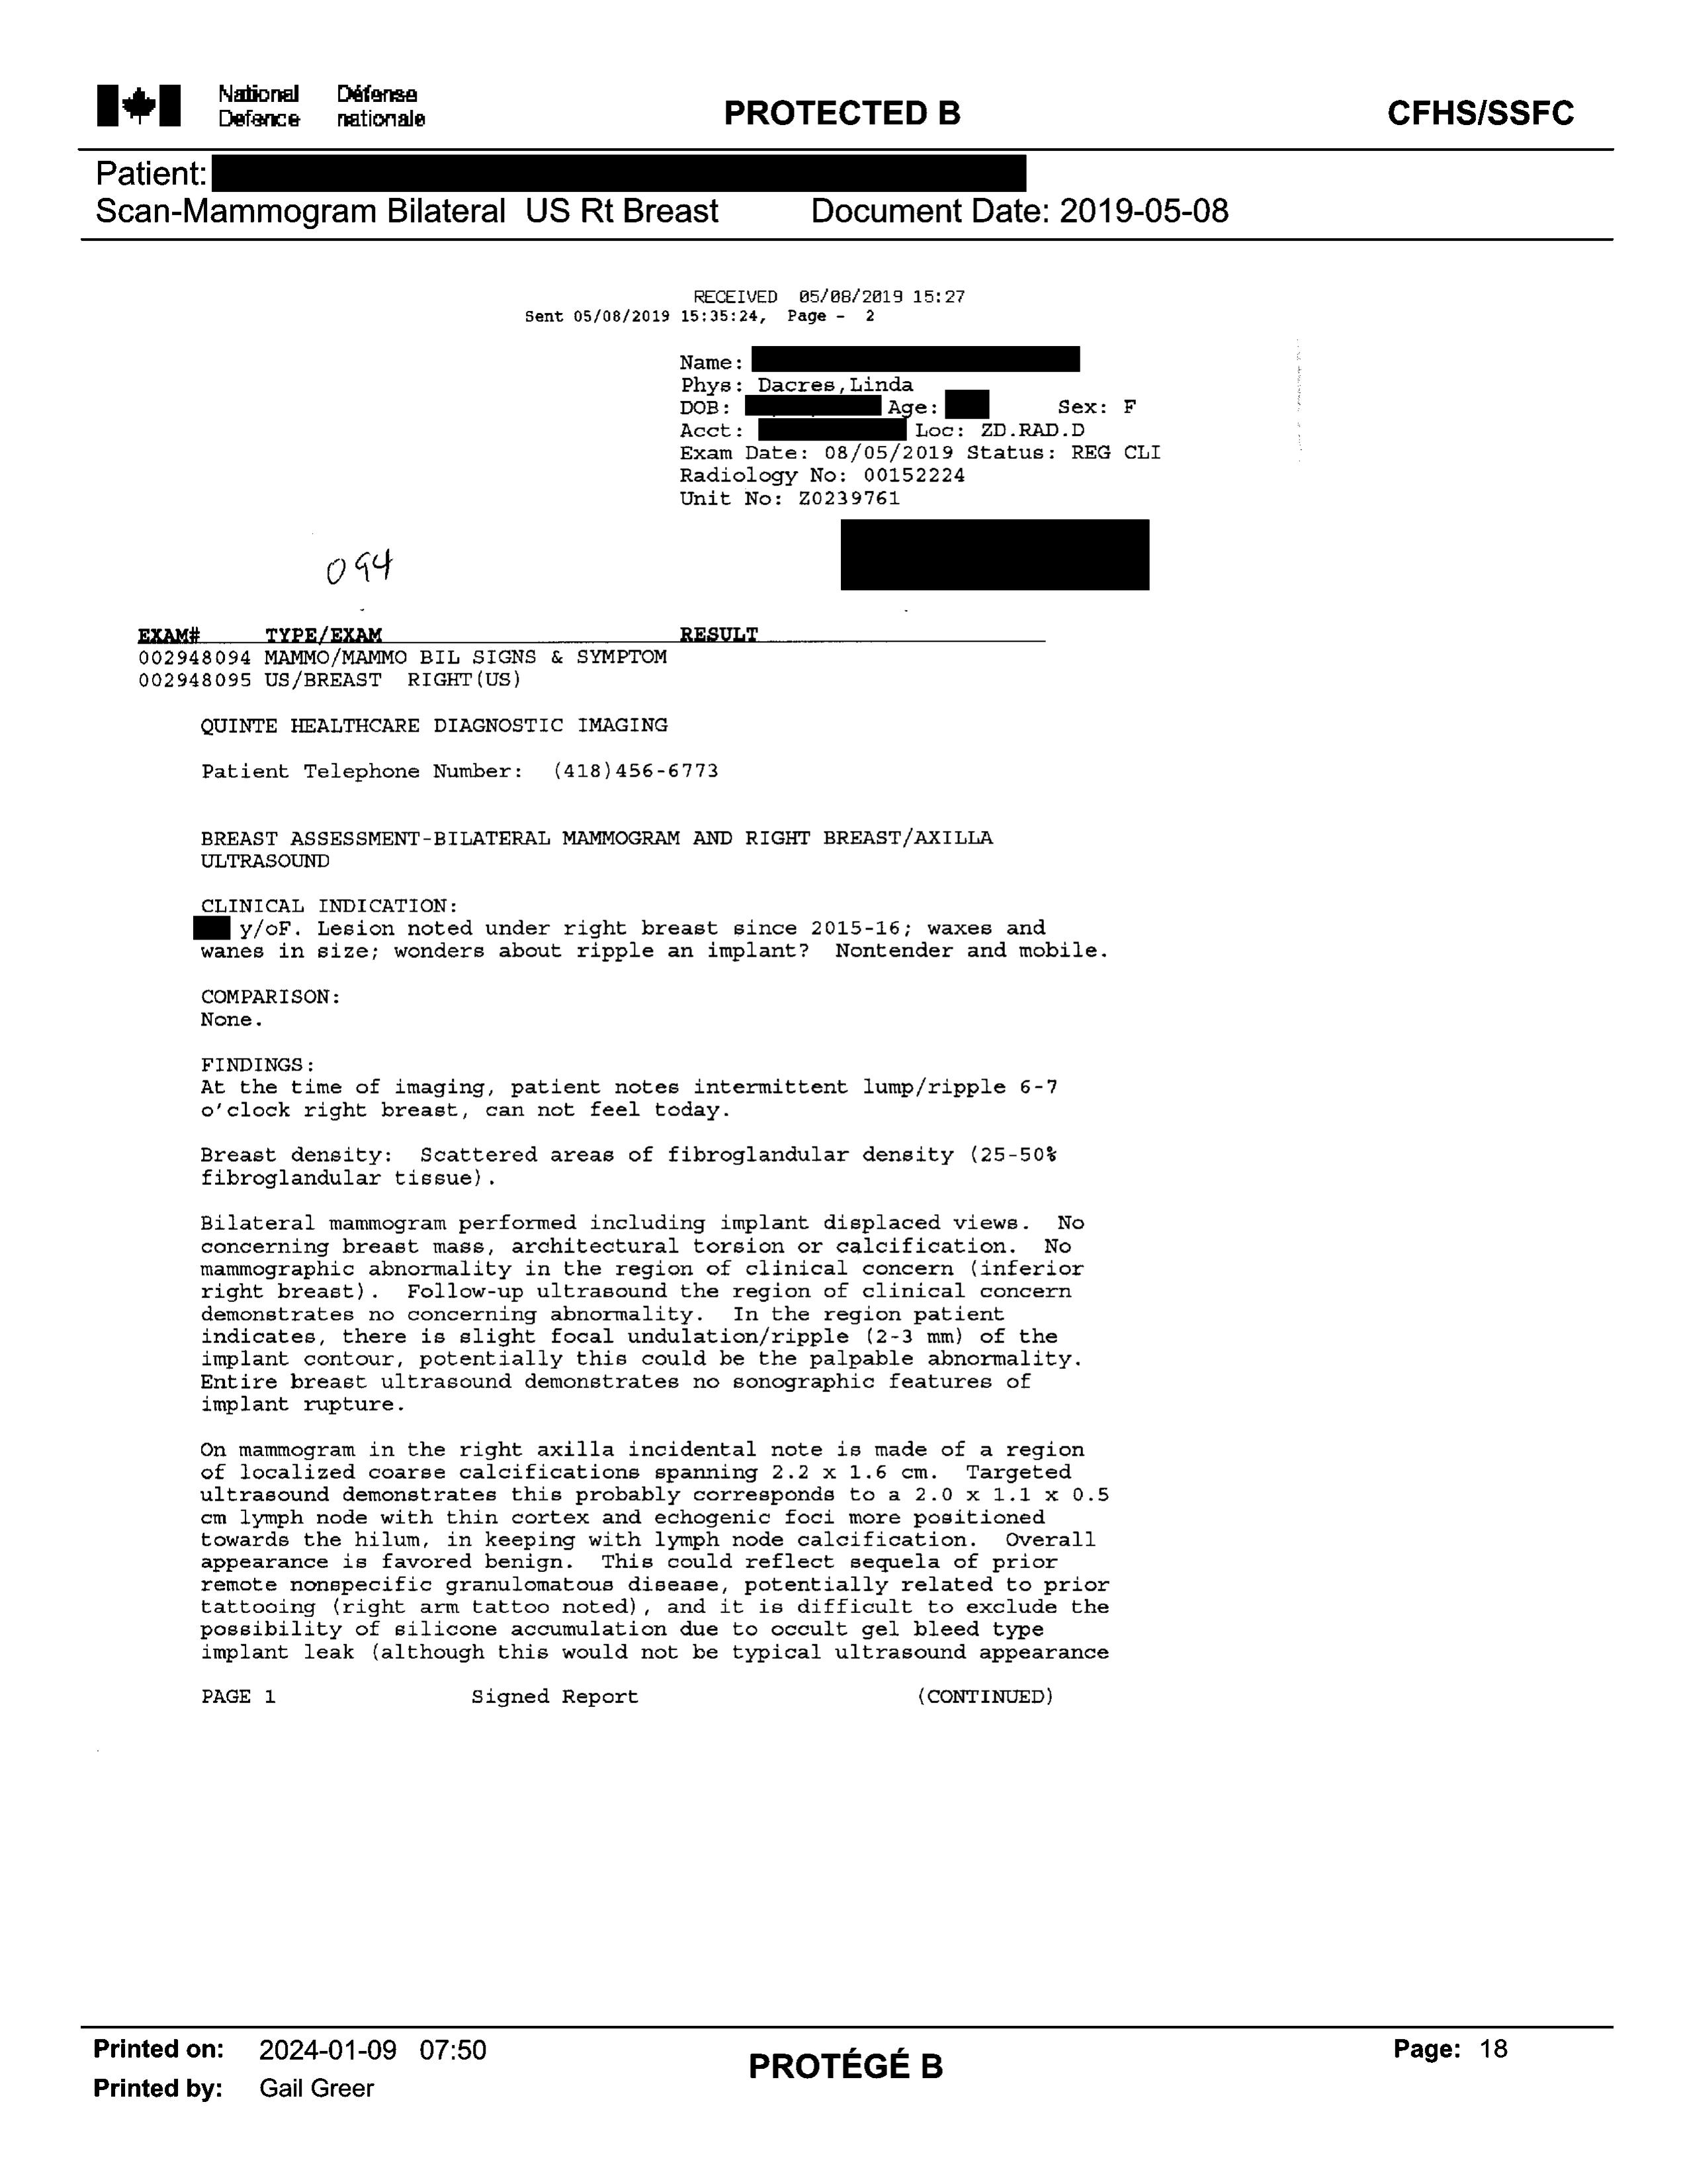 National Défense
Defence nationale
PROTECTED B
CFHS/SSFC
Patient:
Scan-Mammogram Bilateral US Rt Breast Document Date: 2019-05-08
RECEIVED 05/08/2019 15:27
Sent 05/08/2019 15:35:24, Page - 2
Name:
Phys: Dacres,Linda
DOB: Age: Sex: F
Acct: Loc: ZD.RAD.D
Exam Date: 08/05/2019 Status: REG CLI
Radiology No: 00152224
Unit No: Z0239761
094
EXAM# TYPE/EXAM RESULT
002948094 MAMMO/MAMMO BIL SIGNS & SYMPTOM
002948095 US/BREAST RIGHT(US)
QUINTE HEALTHCARE DIAGNOSTIC IMAGING
Patient Telephone Number: (418)456-6773
BREAST ASSESSMENT-BILATERAL MAMMOGRAM AND RIGHT BREAST/AXILLA
ULTRASOUND
CLINICAL INDICATION:
y/oF. Lesion noted under right breast since 2015-16; waxes and
wanes in size; wonders about ripple an implant? Nontender and mobile.
COMPARISON:
None.
FINDINGS:
At the time of imaging, patient notes intermittent lump/ripple 6-7
o'clock right breast, can not feel today.
Breast density: Scattered areas of fibroglandular density (25-50%
fibroglandular tissue).
Bilateral mammogram performed including implant displaced views. No
concerning breast mass, architectural torsion or calcification. No
mammographic abnormality in the region of clinical concern (inferior
right breast). Follow-up ultrasound the region of clinical concern
demonstrates no concerning abnormality. In the region patient
indicates, there is slight focal undulation/ripple (2-3 mm) of the
implant contour, potentially this could be the palpable abnormality.
Entire breast ultrasound demonstrates no sonographic features of
implant rupture.
On mammogram in the right axilla incidental note is made of a region
of localized coarse calcifications spanning 2.2 x 1.6 cm. Targeted
ultrasound demonstrates this probably corresponds to a 2.0 x 1.1 x 0.5
cm lymph node with thin cortex and echogenic foci more positioned
towards the hilum, in keeping with lymph node calcification. Overall
appearance is favored benign. This could reflect sequela of prior
remote nonspecific granulomatous disease, potentially related to prior
tattooing (right arm tattoo noted), and it is difficult to exclude the
possibility of silicone accumulation due to occult gel bleed type
implant leak (although this would not be typical ultrasound appearance
PAGE 1 Signed Report (CONTINUED)
Printed on: 2024-01-09 07:50
Printed by: Gail Greer
PROTÉGÉ B
Page: 18